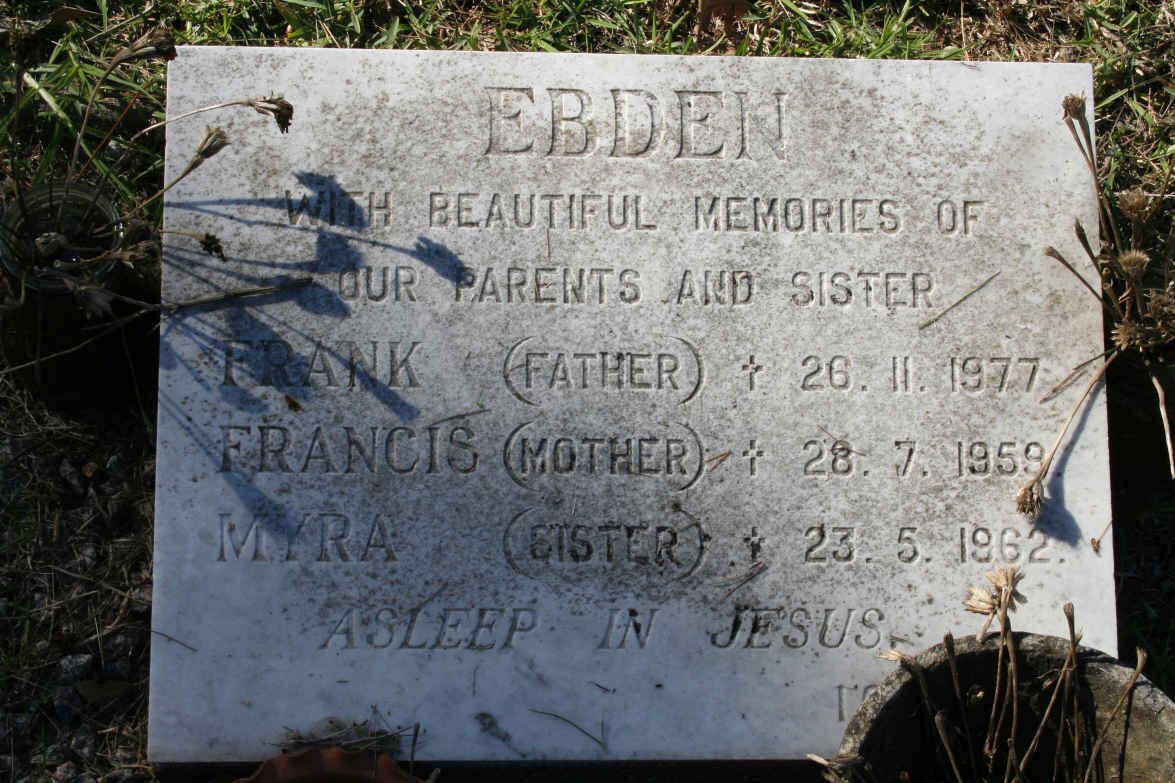 EBDEN
WITH BEAUTIFUL MEMORIES OF
OUR PARENTS AND SISTER
FRANK (FATHER) † 26. 11. 1977
FRANCIS (MOTHER) † 28. 7. 1959
MYRA (SISTER) † 23. 5. 1962.
ASLEEP IN JESUS